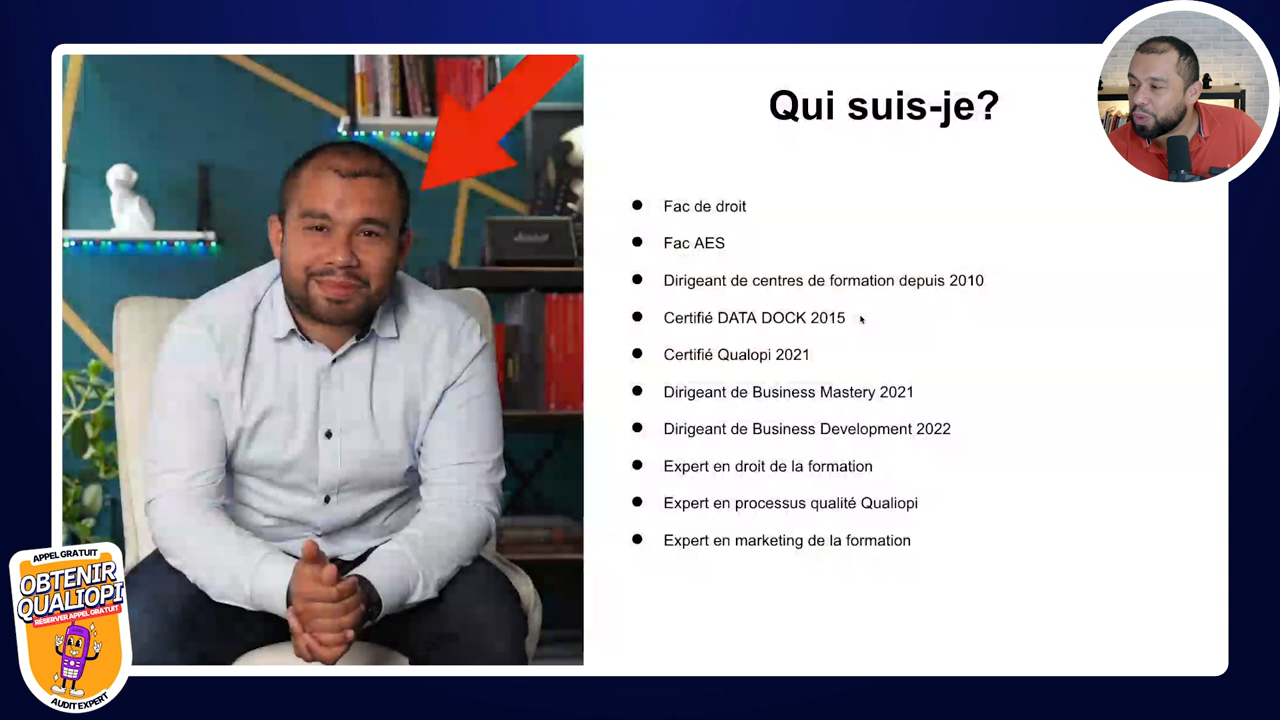 Qui suis-je?
Fac de droit
Fac AES
Dirigeant de centres de formation depuis 2010
Certifié DATA DOCK 2015
Certifié Qualopi 2021
Dirigeant de Business Mastery 2021
Dirigeant de Business Development 2022
Expert en droit de la formation
Expert en processus qualité Qualiopi
Expert en marketing de la formation
APPEL GRATUIT
OBTENIR
QUALIOPI
RÉSERVER APPEL GRATUIT
AUDIT EXPERT